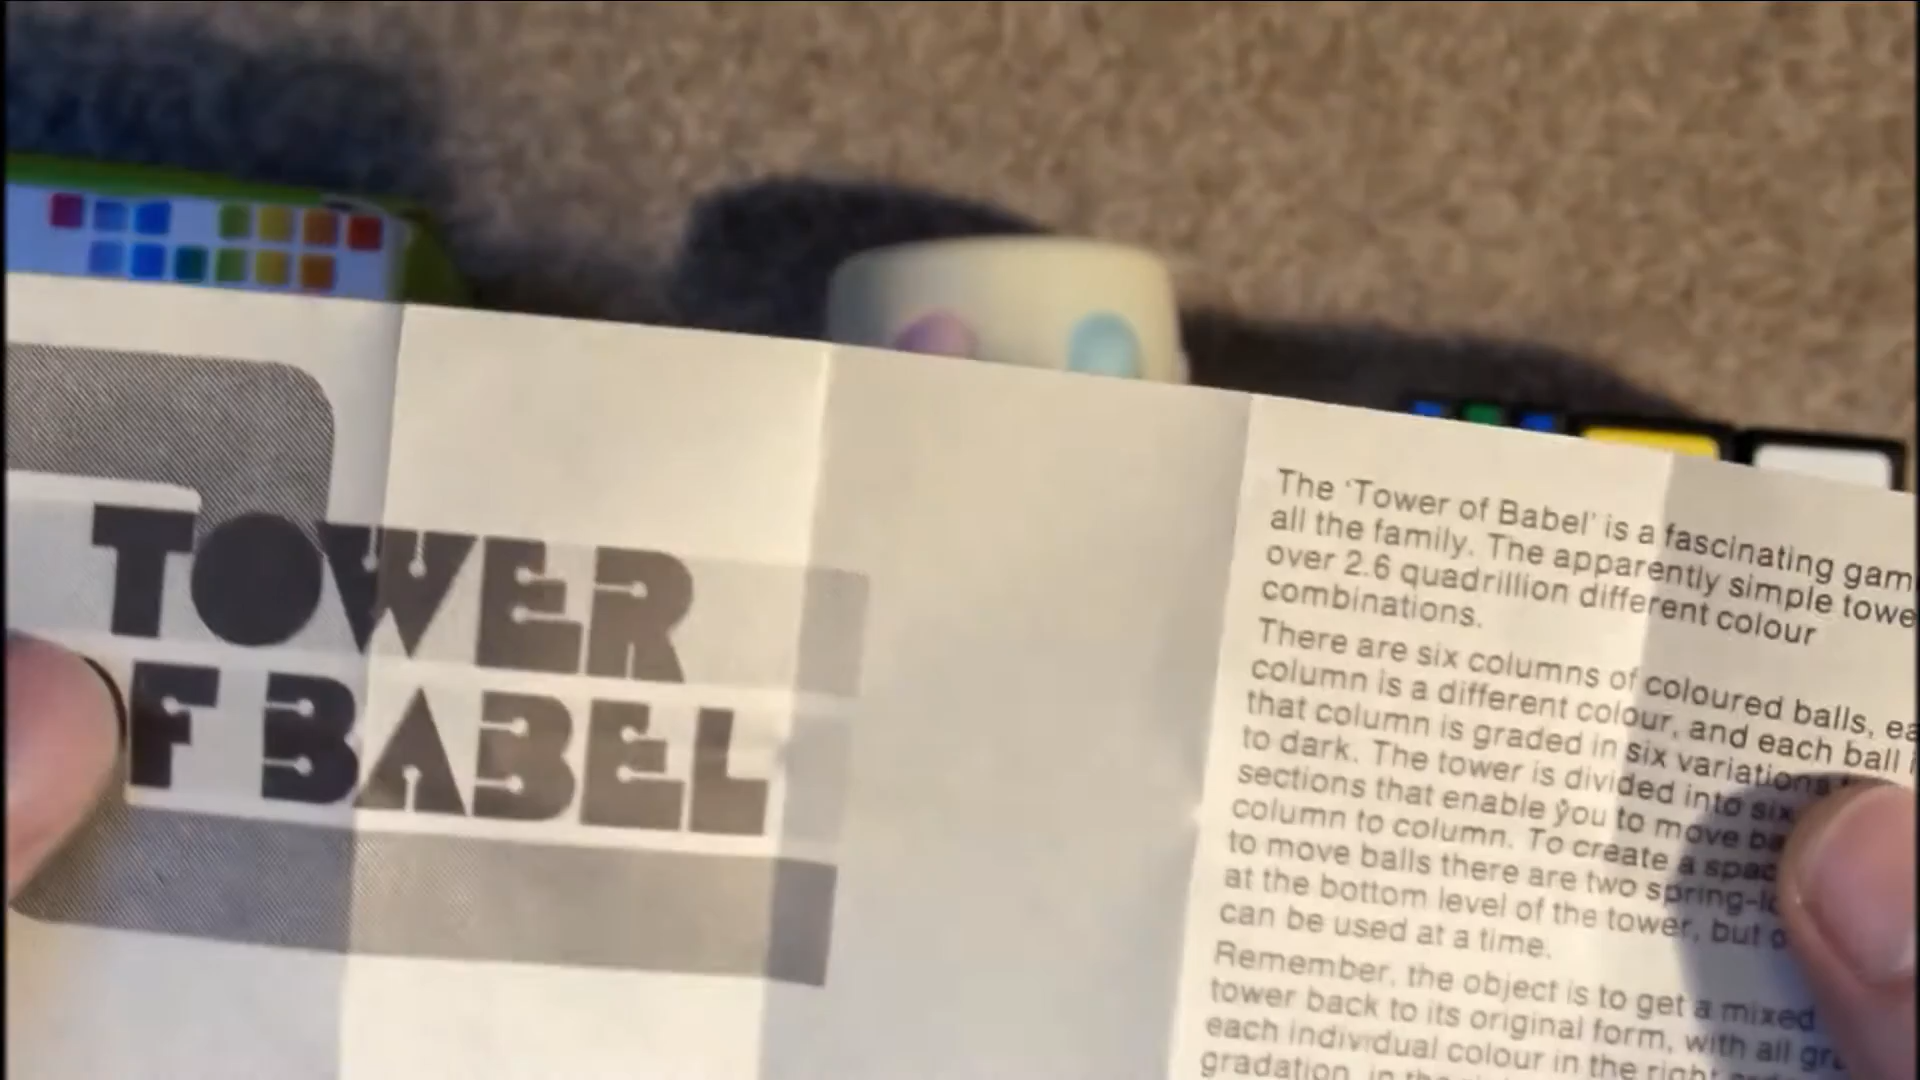 TOWER
OF BABEL
The 'Tower of Babel' is a fascinating
all the family. The apparently simple
over 2.6 quadrillion different colour
combinations.
There are six columns of coloured balls,
column is a different colour, and each ball
that column is graded in six variations
to dark. The tower is divided into six
sections that enable you to move
column to column. To create a
to move balls there are two
at the bottom level of the tower, but
can be used at a time.
Remember, the object is to get a mixed
tower back to its original form, with all
each individual colour in the right
gradation, in the